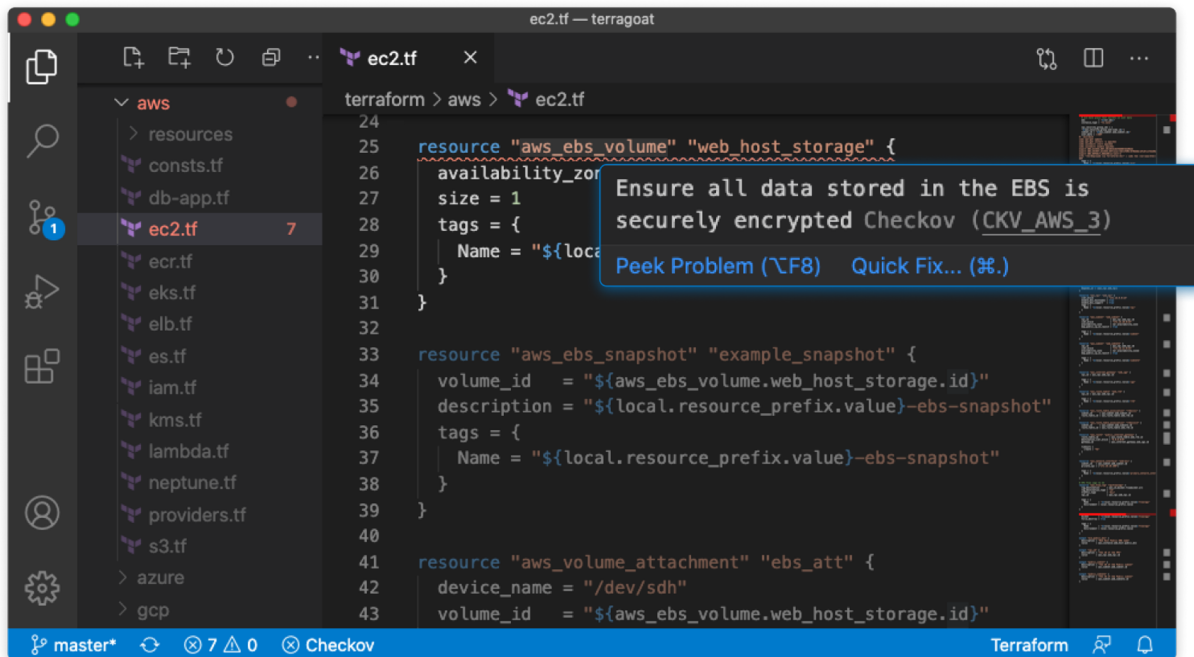 ec2.tf — terragoat
ec2.tf
terraform > aws > ec2.tf
aws
resources
consts.tf
db-app.tf
ec2.tf 7
ecr.tf
eks.tf
elb.tf
es.tf
iam.tf
kms.tf
lambda.tf
neptune.tf
providers.tf
s3.tf
azure
gcp
1
24
25 resource "aws_ebs_volume" "web_host_storage" {
26 availability_zon
27 size = 1
28 tags = {
29 Name = "${loca
30 }
31 }
32
33 resource "aws_ebs_snapshot" "example_snapshot" {
34 volume_id   = "${aws_ebs_volume.web_host_storage.id}"
35 description = "${local.resource_prefix.value}-ebs-snapshot"
36 tags = {
37 Name = "${local.resource_prefix.value}-ebs-snapshot"
38 }
39 }
40
41 resource "aws_volume_attachment" "ebs_att" {
42 device_name = "/dev/sdh"
43 volume_id   = "${aws_ebs_volume.web_host_storage.id}"
Ensure all data stored in the EBS is
securely encrypted Checkov (CKV_AWS_3)
Peek Problem (⌥F8) Quick Fix... (⌘.)
master* 7 0 Checkov Terraform